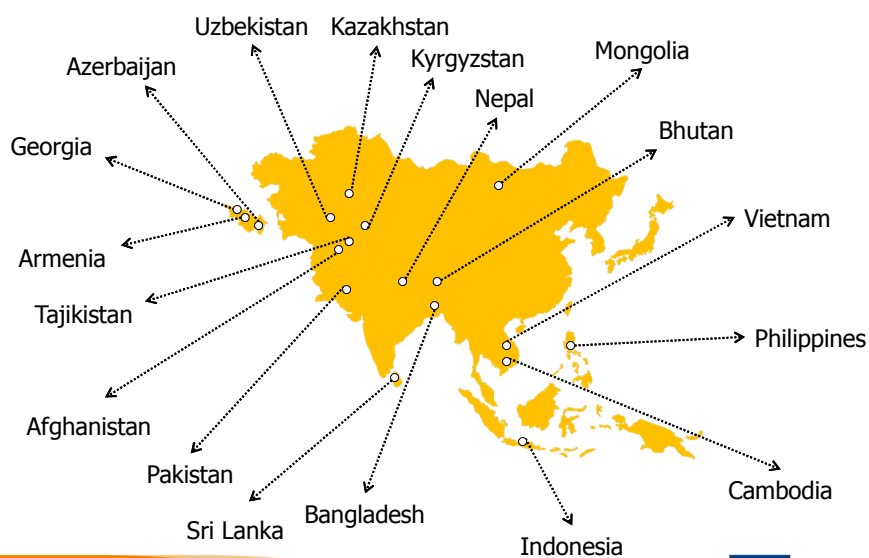 Uzbekistan
Kazakhstan
Mongolia
Azerbaijan
Kyrgyzstan
Nepal
Bhutan
Georgia
Vietnam
Armenia
Tajikistan
Philippines
Afghanistan
Pakistan
Cambodia
Sri Lanka
Bangladesh
Indonesia